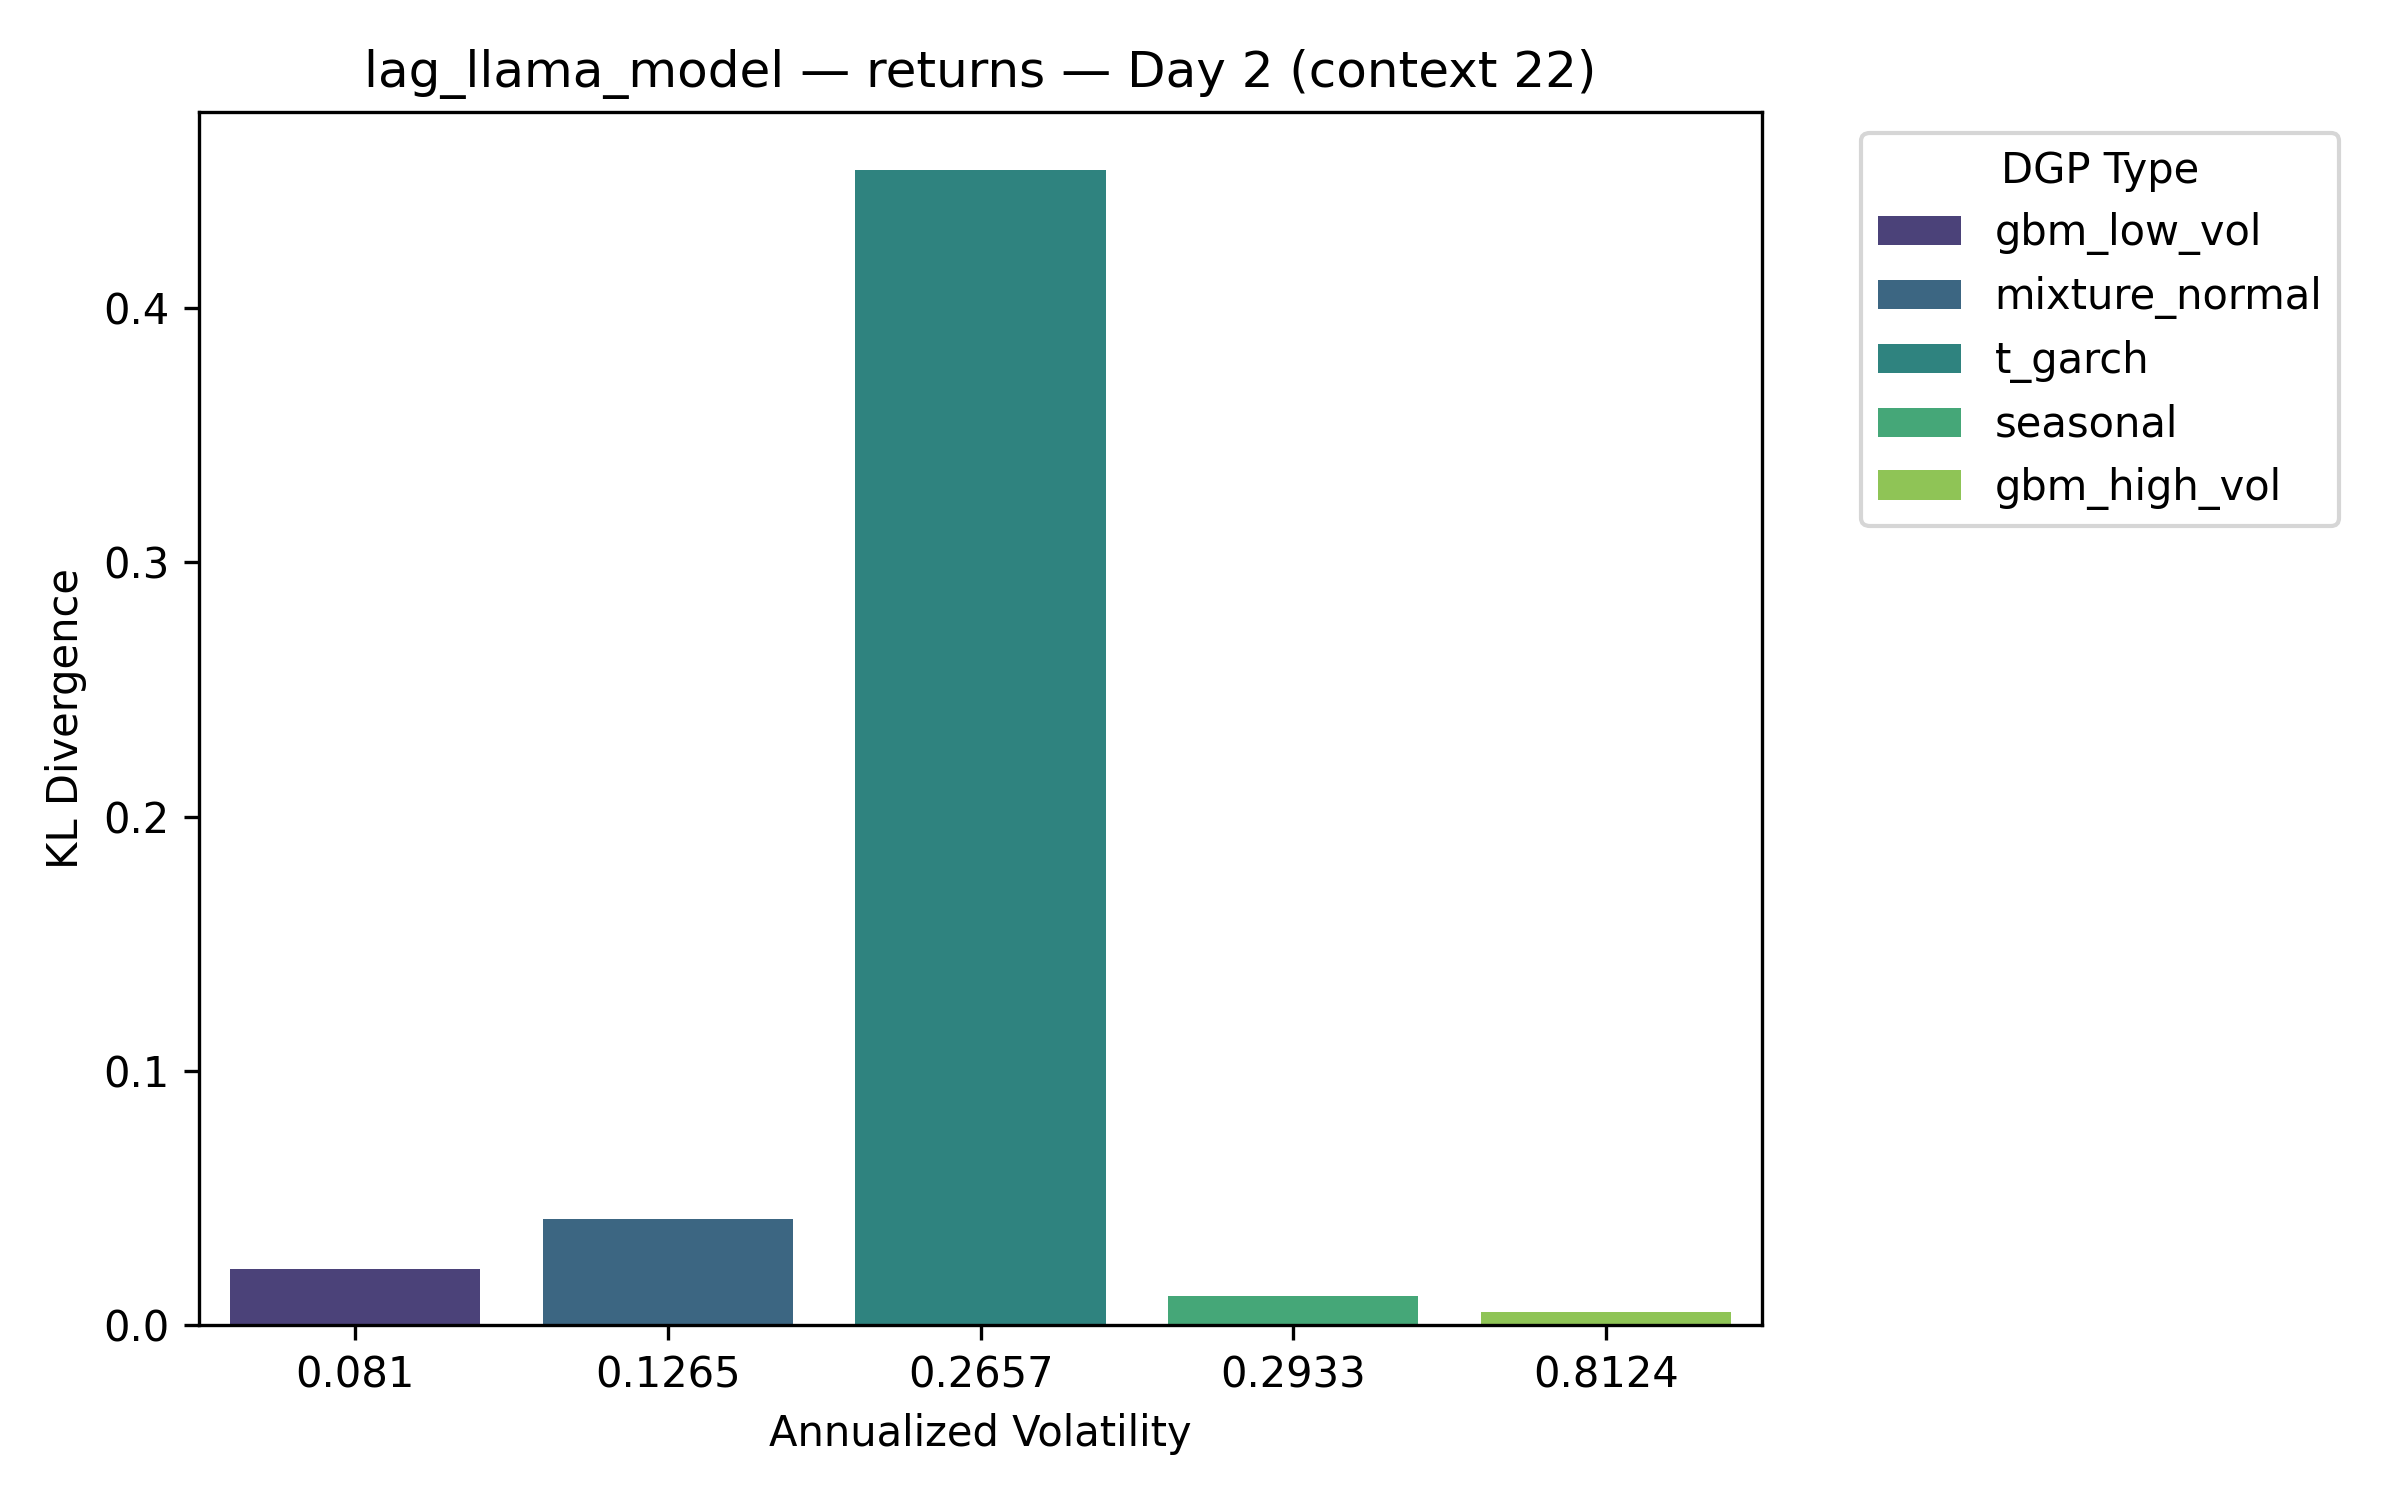 lag_llama_model — returns — Day 2 (context 22)
KL Divergence
0.4
0.3
0.2
0.1
0.0
0.081 0.1265 0.2657 0.2933 0.8124
Annualized Volatility
DGP Type
gbm_low_vol
mixture_normal
t_garch
seasonal
gbm_high_vol